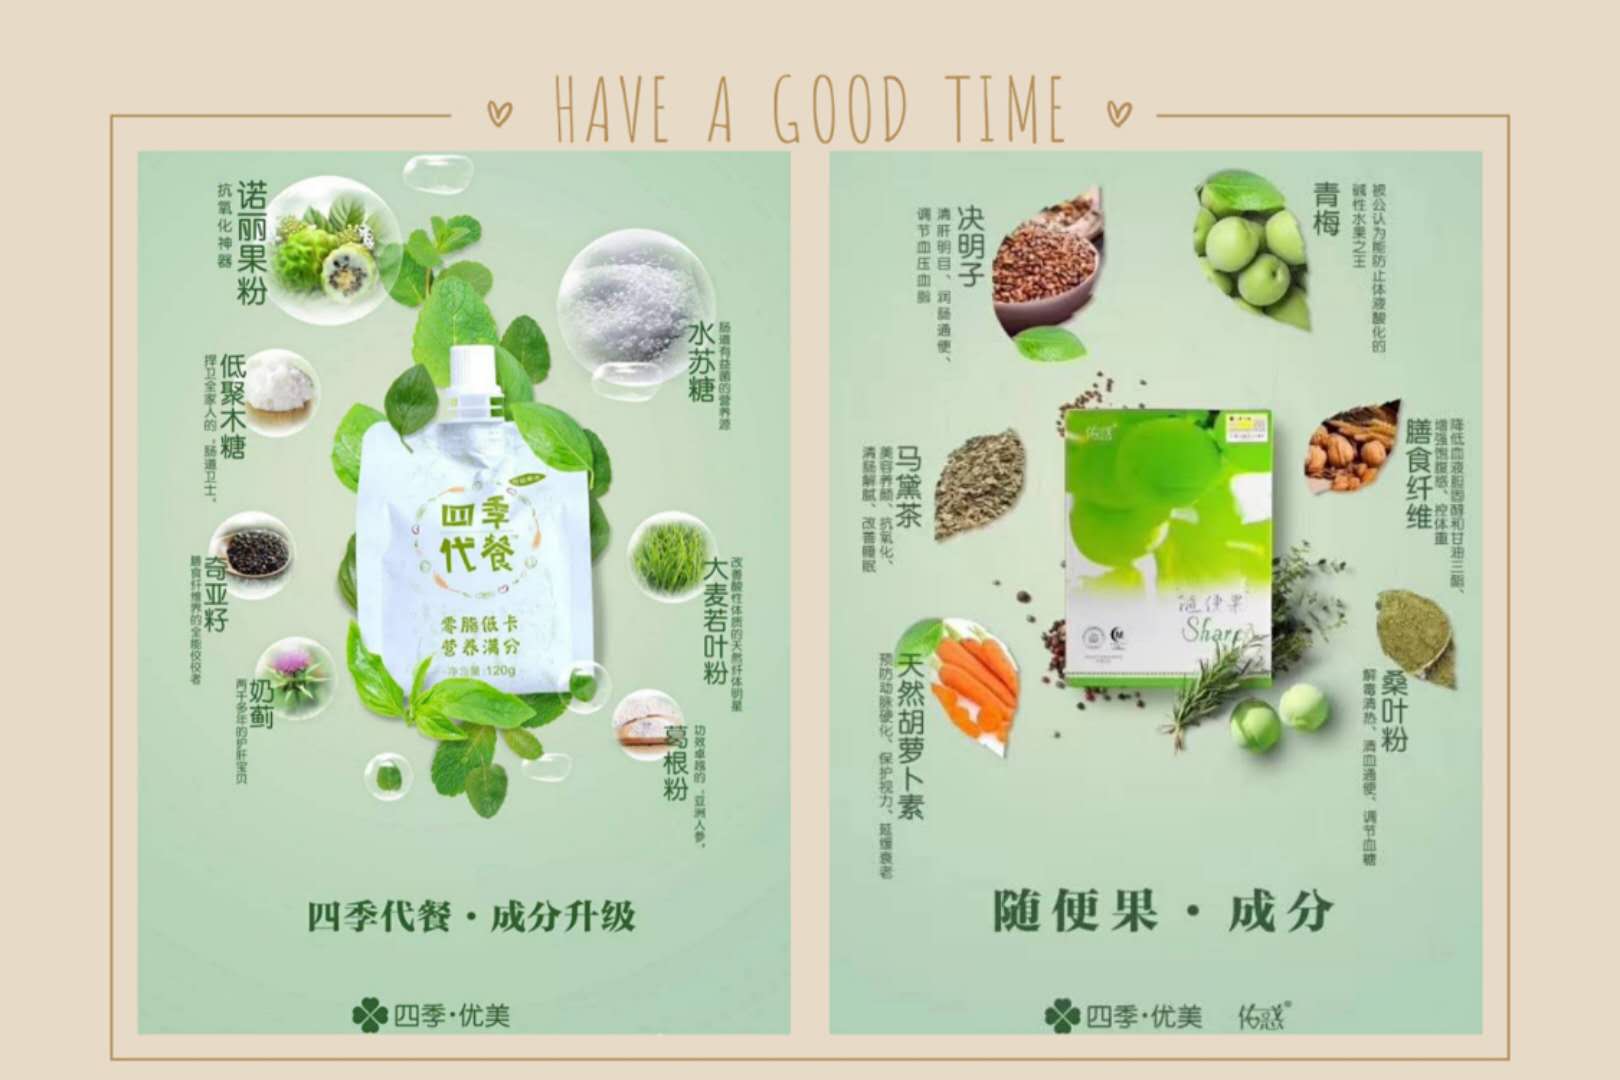 HAVE A GOOD TIME
诺丽果粉
抗氧化神器
低聚木糖
捍卫全家人的“肠道卫士”
奇亚籽
膳食纤维界的全能佼佼者
奶蓟
两千多年的护肝宝贝
水苏糖
肠道有益菌的营养源
大麦若叶粉
改善酸性体质的天然纤体明星
葛根粉
功效卓越的“亚洲人参”
四季
代餐
零脂低卡
营养满分
净含量:120g
四季代餐·成分升级
四季·优美
决明子
清肝明目、润肠通便、
调节血压血脂
青梅
被公认为能防止体液酸化的
碱性水果之王
马黛茶
美容养颜、抗氧化、
清肠解腻、改善睡眠
膳食纤维
降低血液胆固醇和甘油三酯、
增强饱腹感、控体重
天然胡萝卜素
预防动脉硬化、保护视力、延缓衰老
桑叶粉
解毒清热、清血通便、调节血糖
佑惑
随便果
随便果·成分
四季·优美
佑惑®